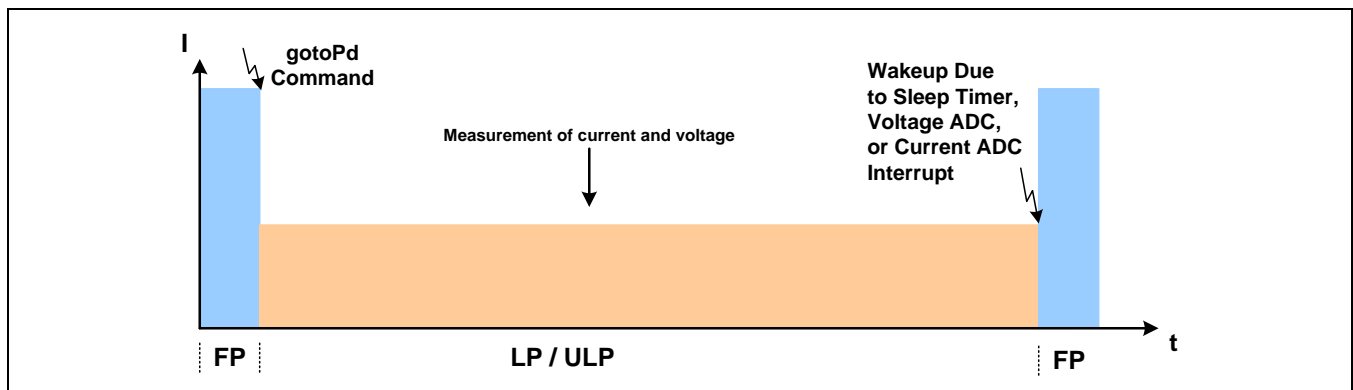 I
gotoPd
Command
Wakeup Due
to Sleep Timer,
Voltage ADC,
or Current ADC
Interrupt
Measurement of current and voltage
t
FP
LP / ULP
FP